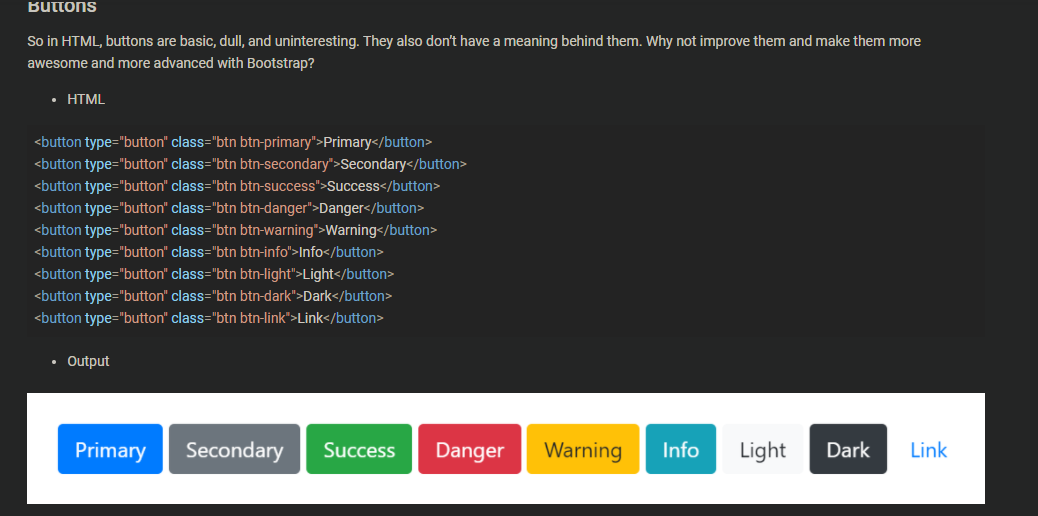 Buttons
So in HTML, buttons are basic, dull, and uninteresting. They also don’t have a meaning behind them. Why not improve them and make them more
awesome and more advanced with Bootstrap?
• HTML
<button type="button" class="btn btn-primary">Primary</button>
<button type="button" class="btn btn-secondary">Secondary</button>
<button type="button" class="btn btn-success">Success</button>
<button type="button" class="btn btn-danger">Danger</button>
<button type="button" class="btn btn-warning">Warning</button>
<button type="button" class="btn btn-info">Info</button>
<button type="button" class="btn btn-light">Light</button>
<button type="button" class="btn btn-dark">Dark</button>
<button type="button" class="btn btn-link">Link</button>
• Output
Primary Secondary Success Danger Warning Info Light Dark Link